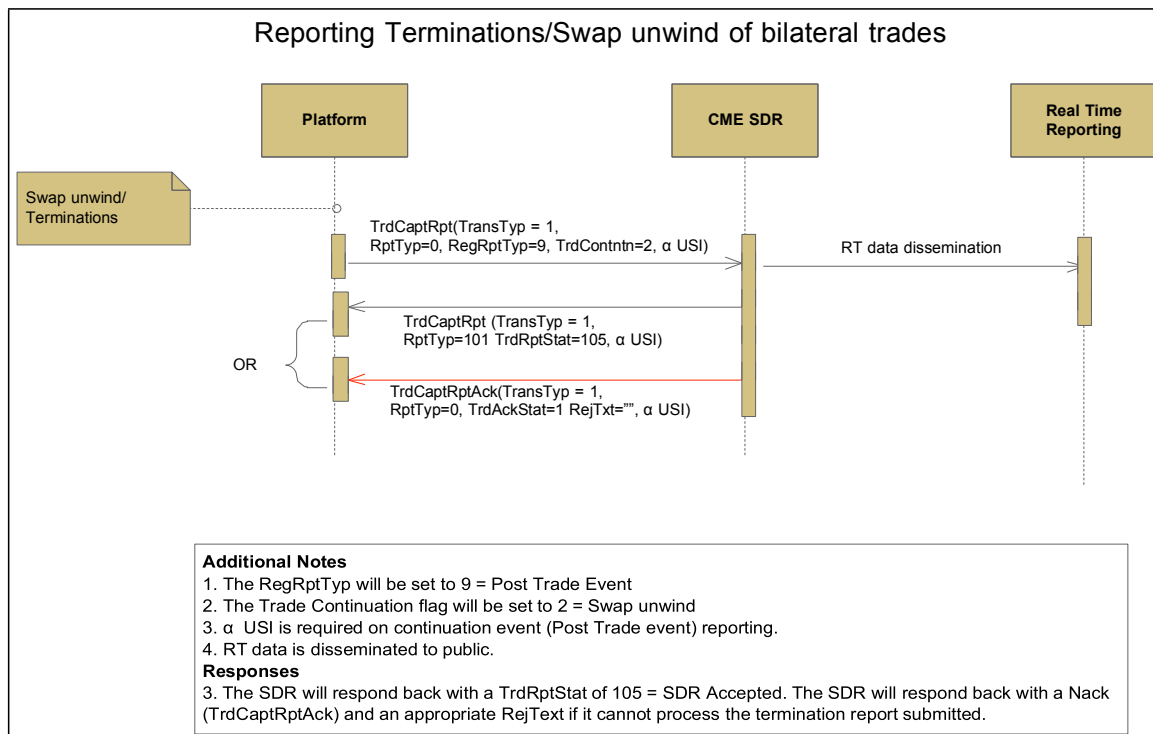 Reporting Terminations/Swap unwind of bilateral trades
Platform
CME SDR
Real Time
Reporting
Swap unwind/
Terminations
TrdCaptRpt(TransTyp = 1,
RptTyp=0, RegRptTyp=9, TrdContntn=2, α USI)
RT data dissemination
TrdCaptRpt (TransTyp = 1,
RptTyp=101 TrdRptStat=105, α USI)
OR
TrdCaptRptAck(TransTyp = 1,
RptTyp=0, TrdAckStat=1 RejTxt=””, α USI)
Additional Notes
1. The RegRptTyp will be set to 9 = Post Trade Event
2. The Trade Continuation flag will be set to 2 = Swap unwind
3. α USI is required on continuation event (Post Trade event) reporting.
4. RT data is disseminated to public.
Responses
3. The SDR will respond back with a TrdRptStat of 105 = SDR Accepted. The SDR will respond back with a Nack
(TrdCaptRptAck) and an appropriate RejText if it cannot process the termination report submitted.